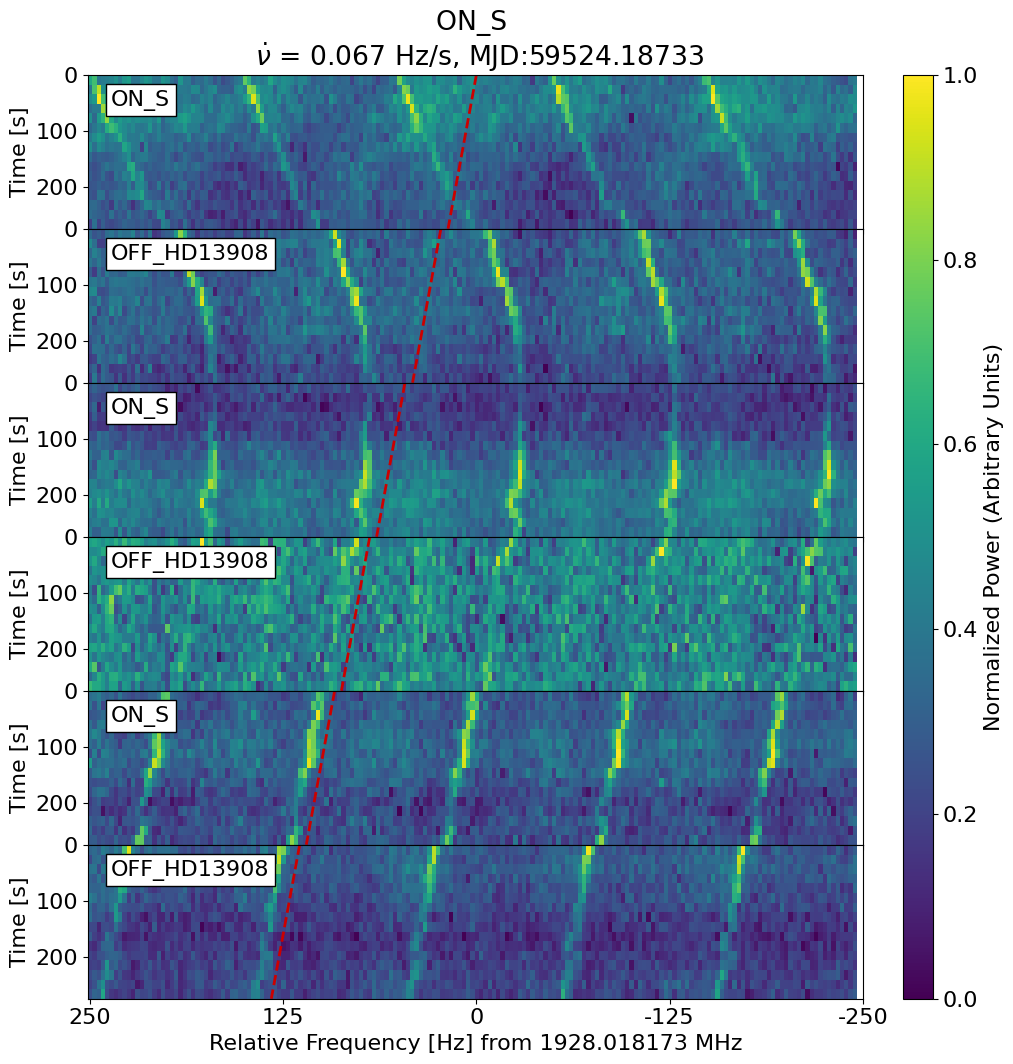 ON_S
ν̇ = 0.067 Hz/s, MJD:59524.18733
0
ON_S
100
200
Time [s]
0
OFF_HD13908
100
200
Time [s]
0
ON_S
100
200
Time [s]
0
OFF_HD13908
100
200
Time [s]
0
ON_S
100
200
Time [s]
0
OFF_HD13908
100
200
Time [s]
250 125 0 -125 -250
Relative Frequency [Hz] from 1928.018173 MHz
1.0
0.8
0.6
0.4
0.2
0.0
Normalized Power (Arbitrary Units)